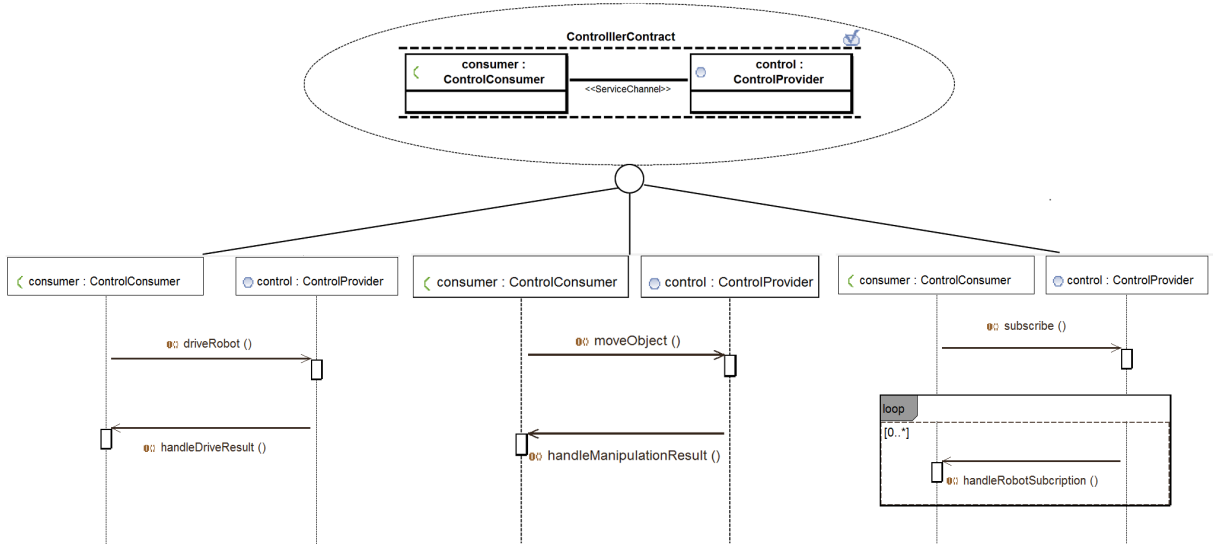 ControlllerContract
consumer :
ControlConsumer
<<ServiceChannel>>
control :
ControlProvider
consumer : ControlConsumer
control : ControlProvider
driveRobot ()
handleDriveResult ()
consumer : ControlConsumer
control : ControlProvider
moveObject ()
handleManipulationResult ()
consumer : ControlConsumer
control : ControlProvider
subscribe ()
loop
[0..*]
handleRobotSubcription ()